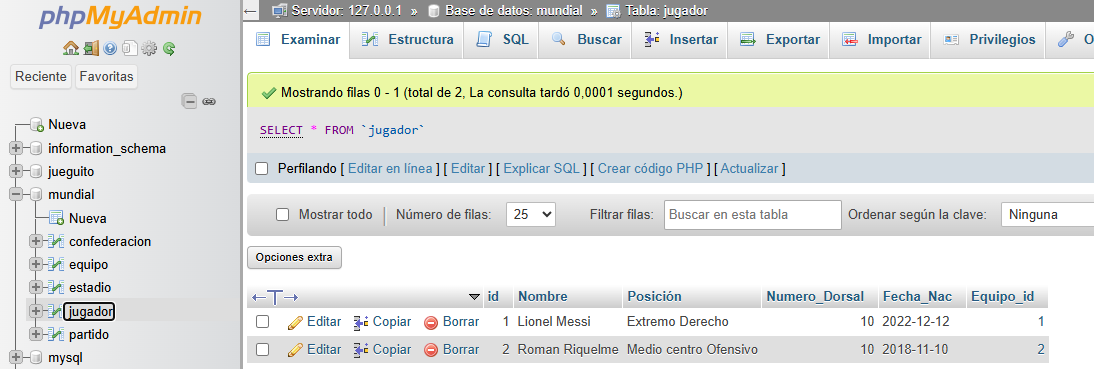 phpMyAdmin
Reciente Favoritas
Nueva
information_schema
jueguito
mundial
Nueva
confederacion
equipo
estadio
jugador
partido
mysql
← Servidor: 127.0.0.1 » Base de datos: mundial » Tabla: jugador
Examinar Estructura SQL Buscar Insertar Exportar Importar Privilegios O
Mostrando filas 0 - 1 (total de 2, La consulta tardó 0,0001 segundos.)
SELECT * FROM `jugador`
Perfilando [ Editar en línea ] [ Editar ] [ Explicar SQL ] [ Crear código PHP ] [ Actualizar ]
Mostrar todo | Número de filas: 25 Filtrar filas: Buscar en esta tabla Ordenar según la clave: Ninguna
Opciones extra
←T→ id Nombre Posición Numero_Dorsal Fecha_Nac Equipo_id
Editar Copiar Borrar 1 Lionel Messi Extremo Derecho 10 2022-12-12 1
Editar Copiar Borrar 2 Roman Riquelme Medio centro Ofensivo 10 2018-11-10 2